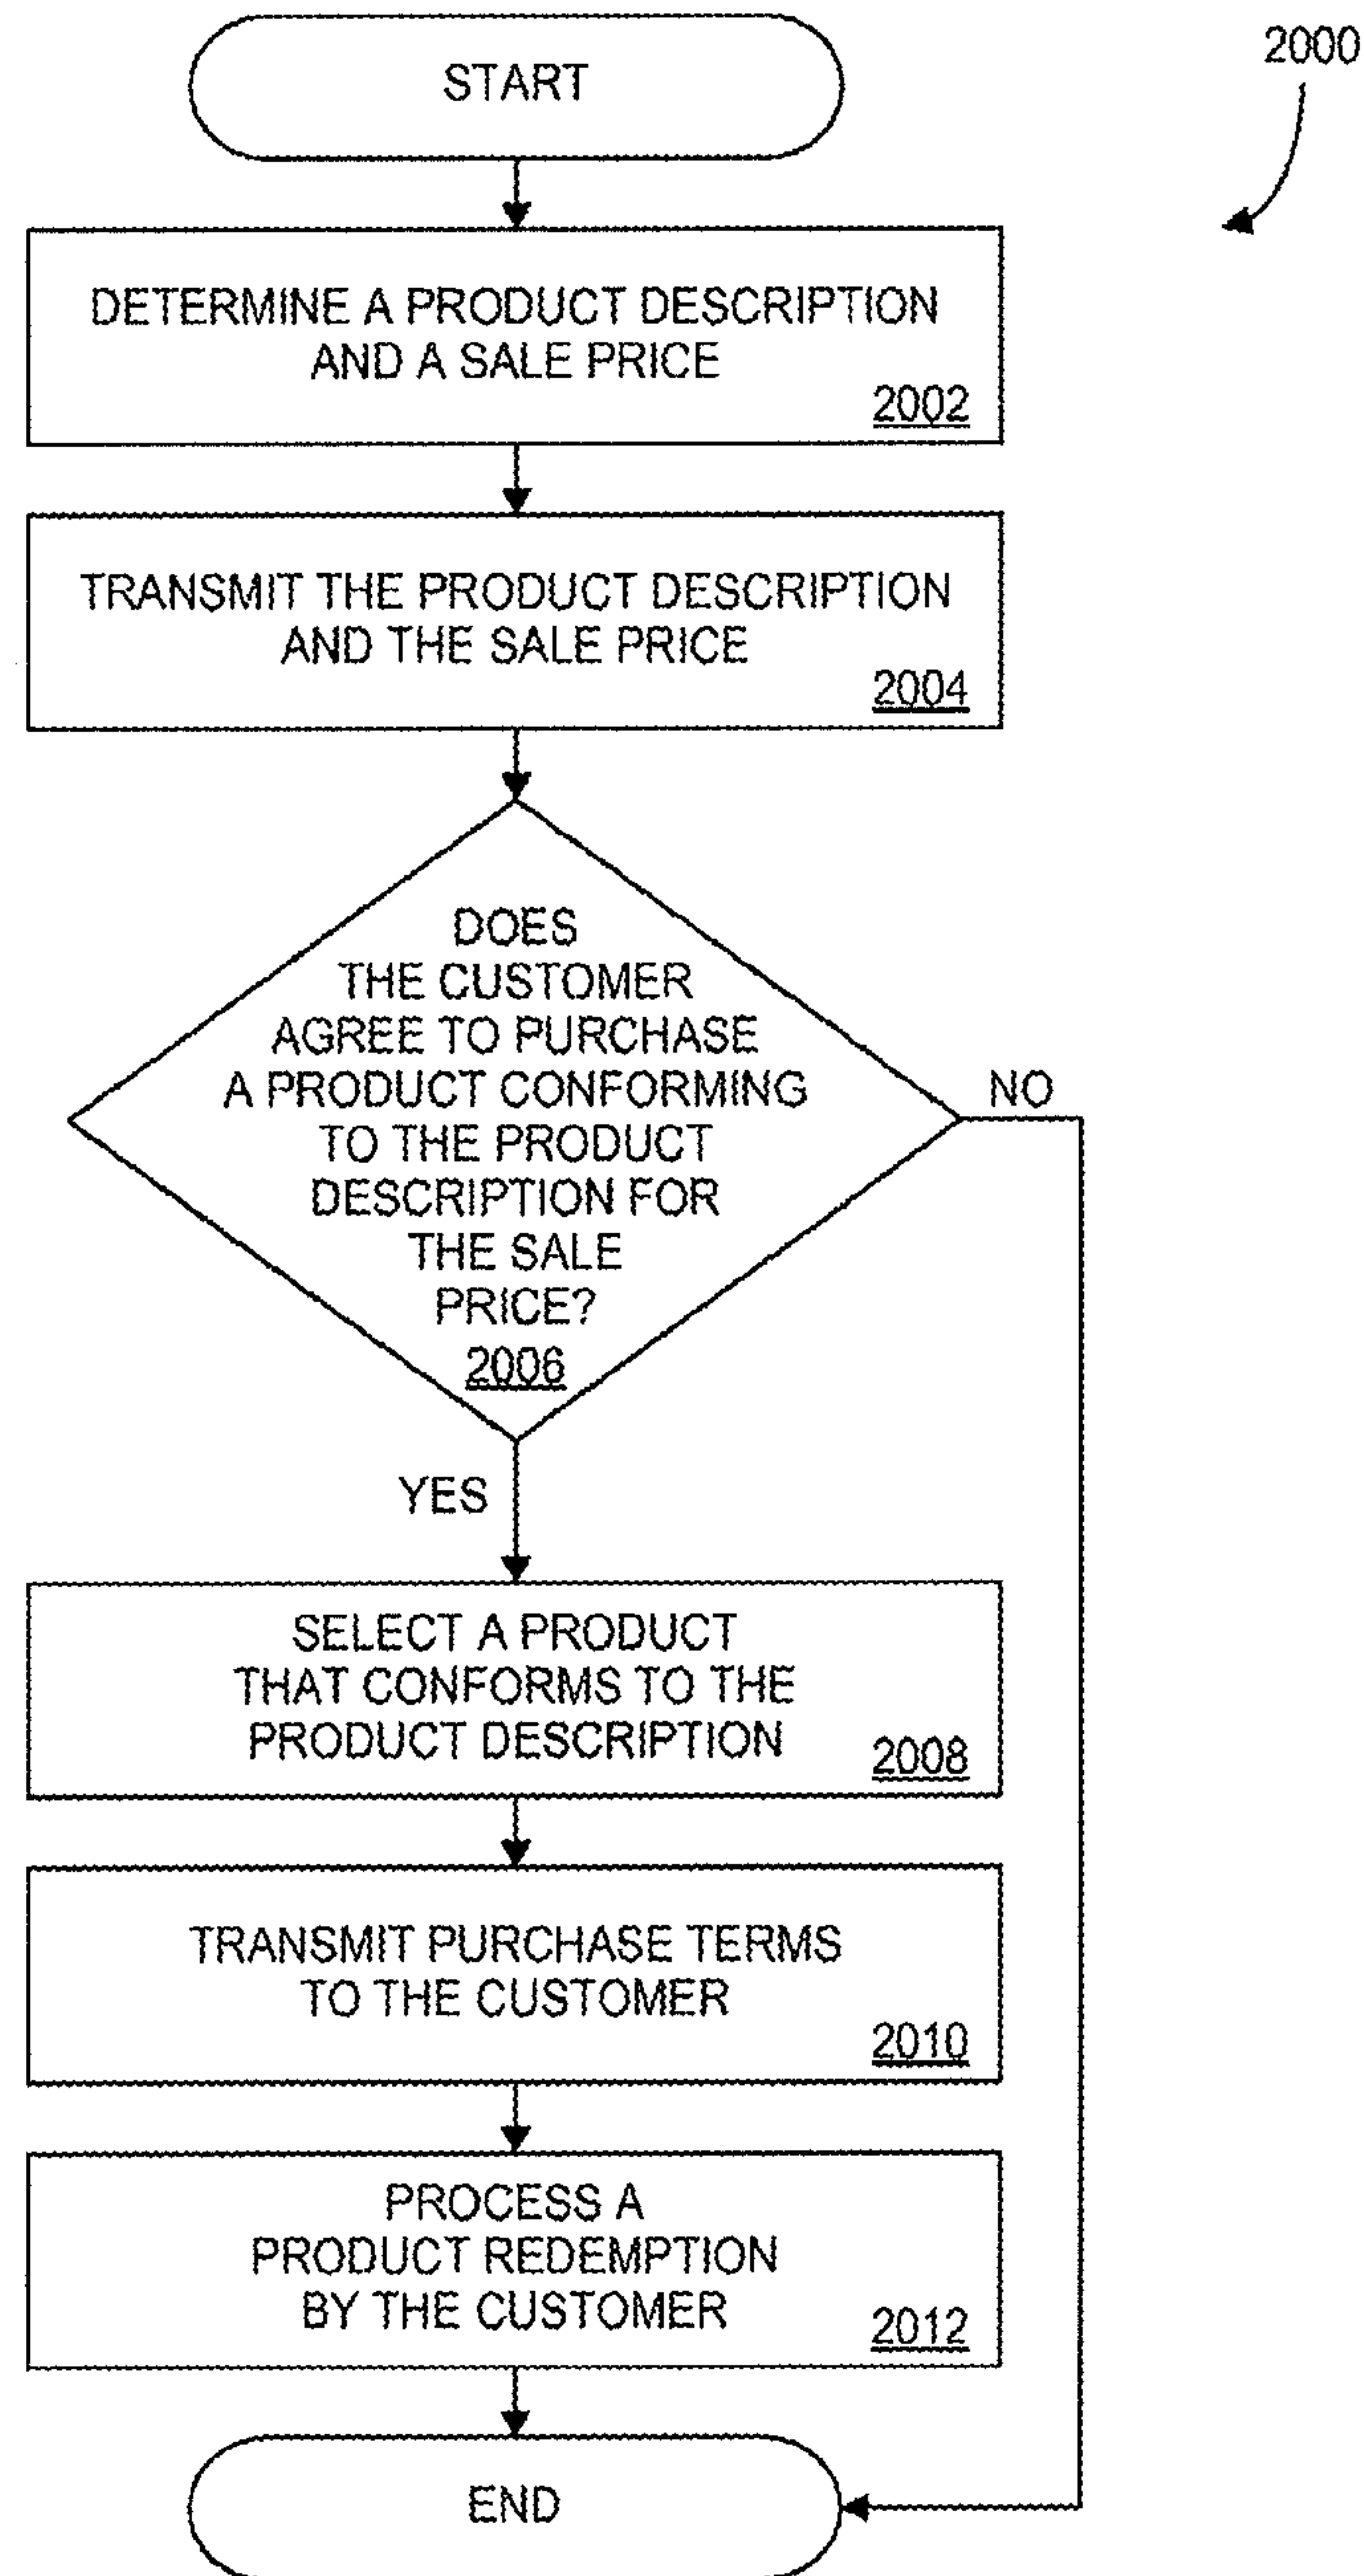 START
2000
DETERMINE A PRODUCT DESCRIPTION
AND A SALE PRICE
2002
TRANSMIT THE PRODUCT DESCRIPTION
AND THE SALE PRICE
2004
DOES
THE CUSTOMER
AGREE TO PURCHASE
A PRODUCT CONFORMING
TO THE PRODUCT
DESCRIPTION FOR
THE SALE
PRICE?
2006
NO
YES
SELECT A PRODUCT
THAT CONFORMS TO THE
PRODUCT DESCRIPTION
2008
TRANSMIT PURCHASE TERMS
TO THE CUSTOMER
2010
PROCESS A
PRODUCT REDEMPTION
BY THE CUSTOMER
2012
END